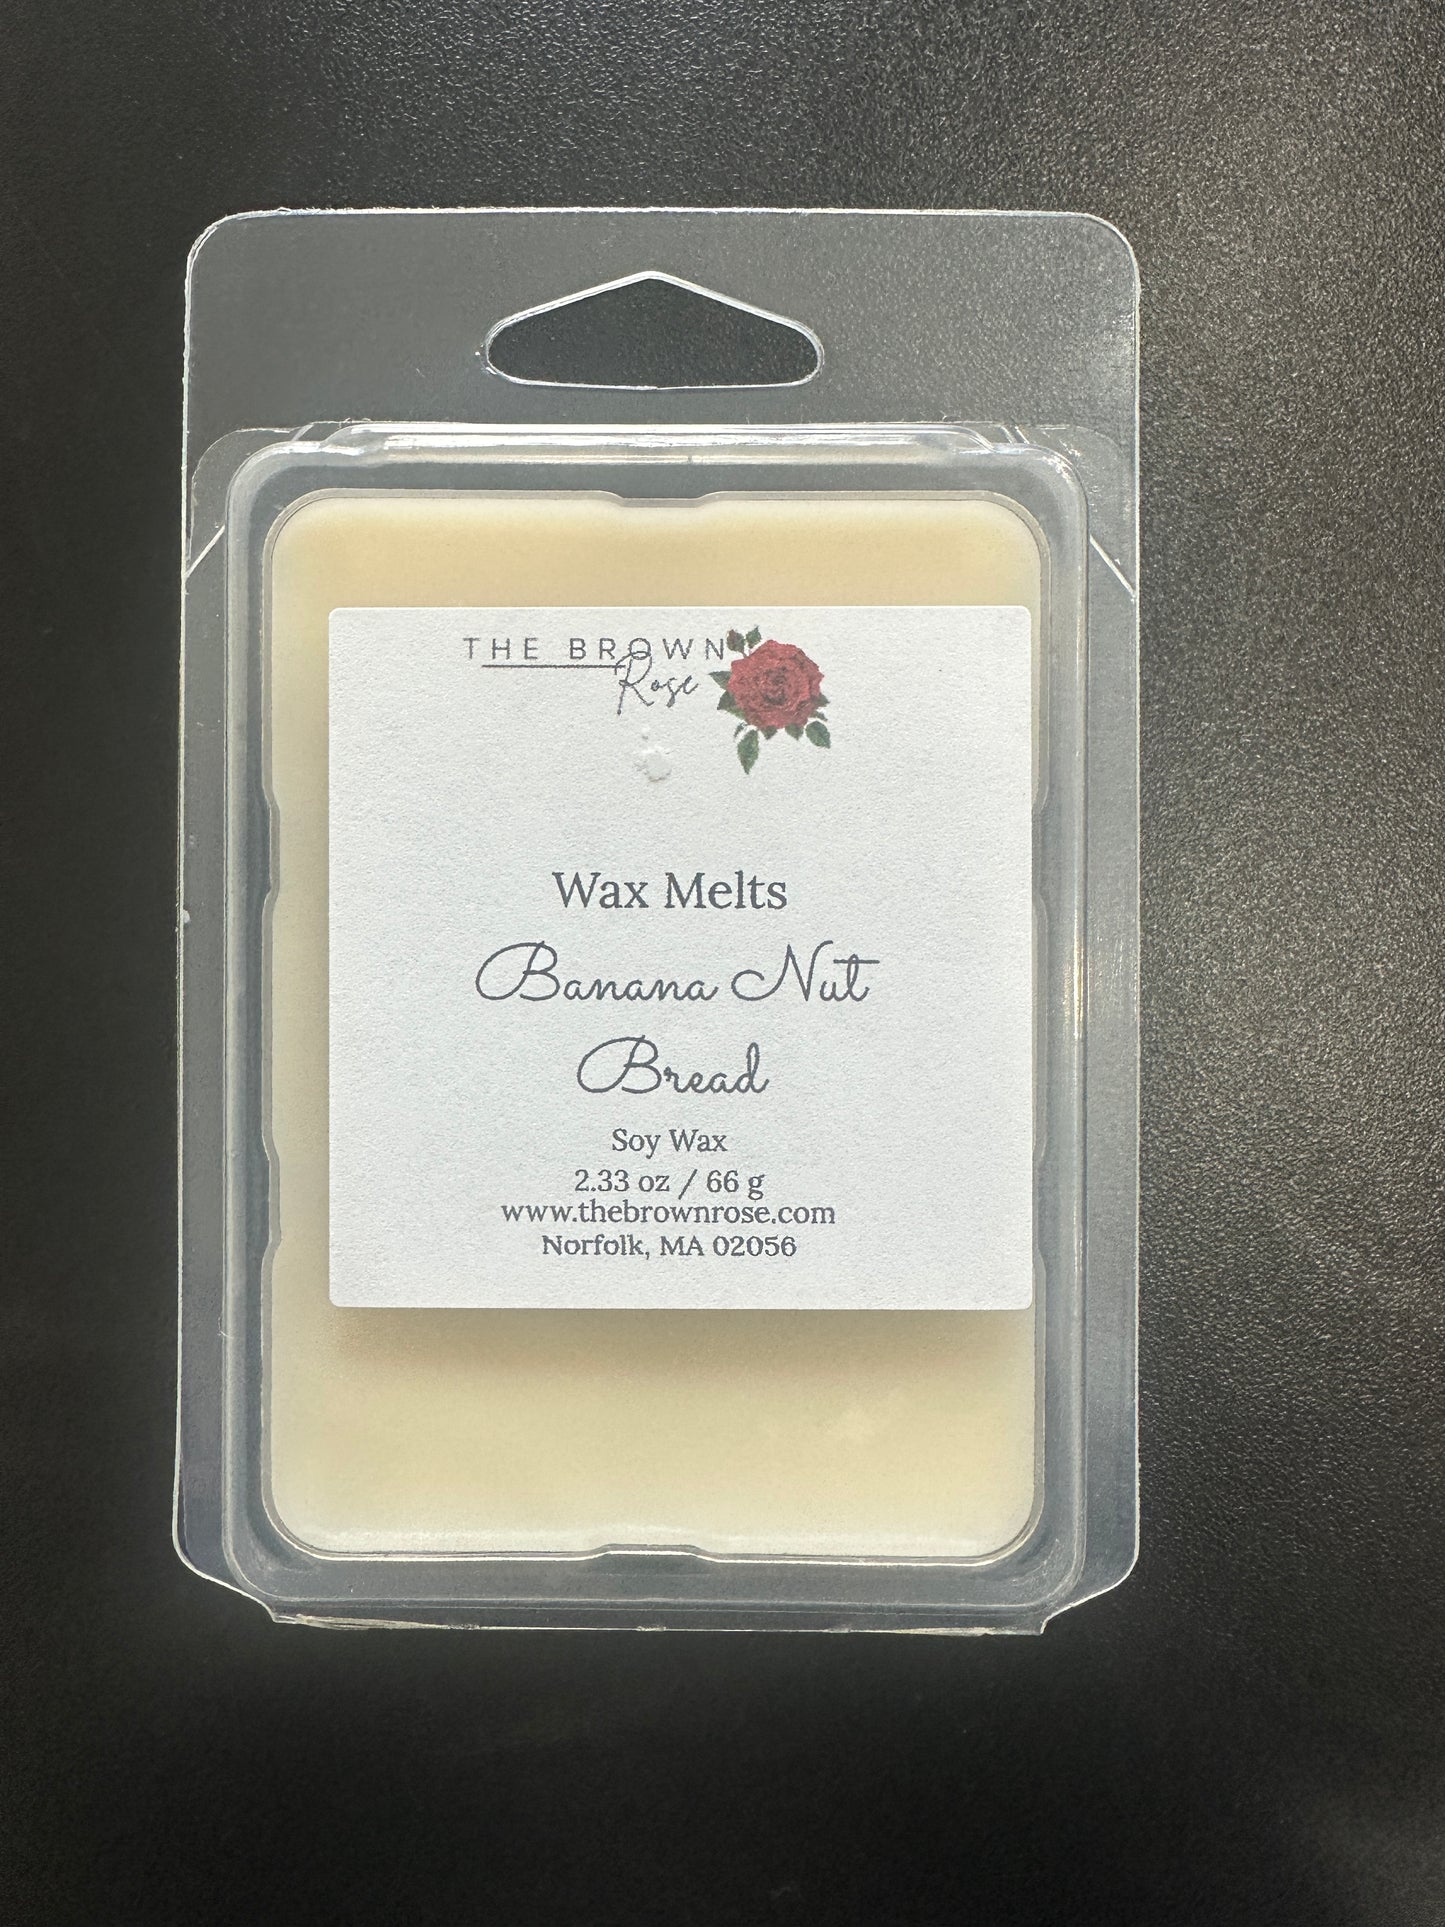 THE BROWN
Rose
Wax Melts
Banana Nut
Bread
Soy Wax
2.33 oz / 66 g
www.thebrownrose.com
Norfolk, MA 02056